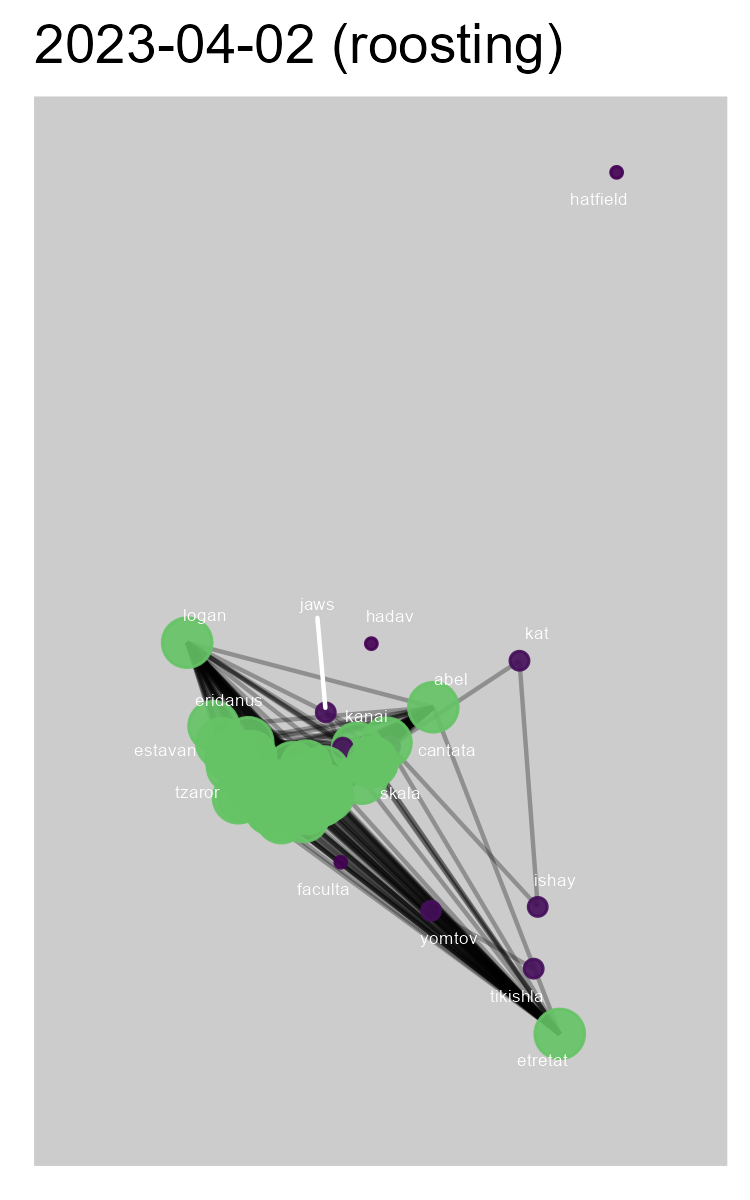 2023-04-02 (roosting)
hatfield
jaws
logan
hadav
kat
abel
eridanus
kanai
estavan
cantata
tzaror
skala
ishay
faculta
yomtov
tikishla
etretat